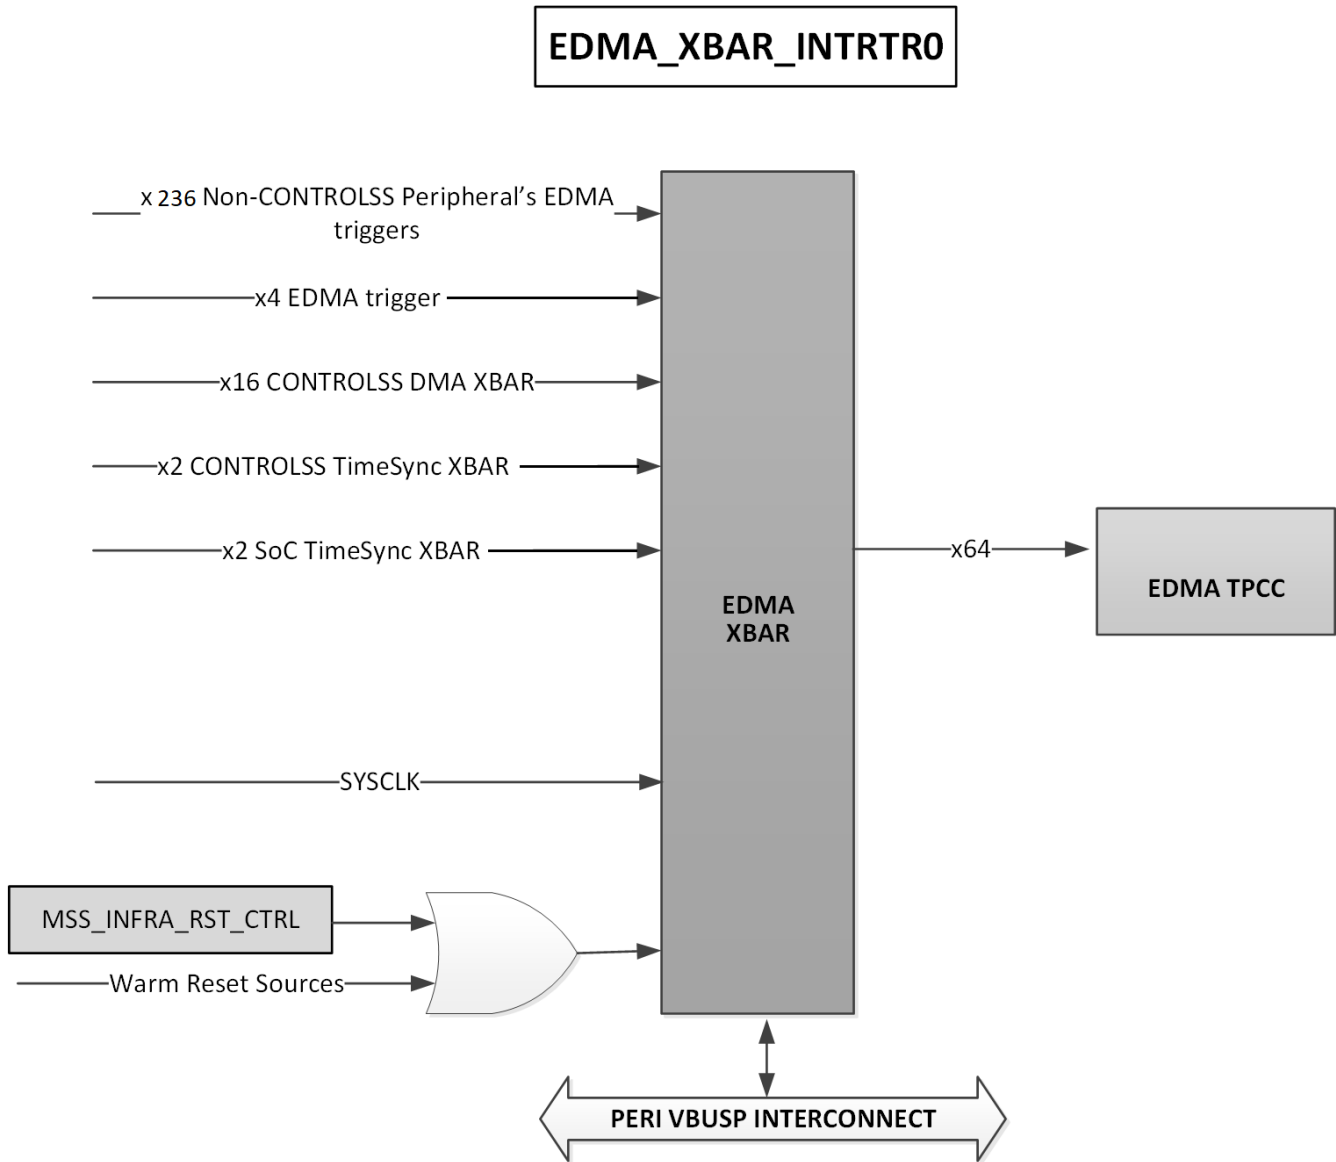 EDMA_XBAR_INTRTR0
x 236 Non-CONTROLSS Peripheral’s EDMA
triggers
x4 EDMA trigger
x16 CONTROLSS DMA XBAR
x2 CONTROLSS TimeSync XBAR
x2 SoC TimeSync XBAR
x64
EDMA TPCC
EDMA
XBAR
SYSCLK
MSS_INFRA_RST_CTRL
Warm Reset Sources
PERI VBUSP INTERCONNECT